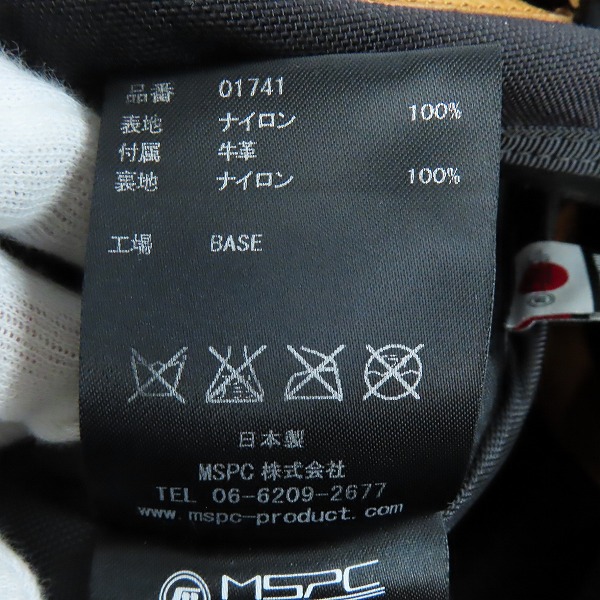 品番 01741
表地 ナイロン 100%
付属 牛革
裏地 ナイロン 100%
工場 BASE
日本製
MSPC 株式会社
TEL 06-6209-2677
www.mspc-product.com
MSPC